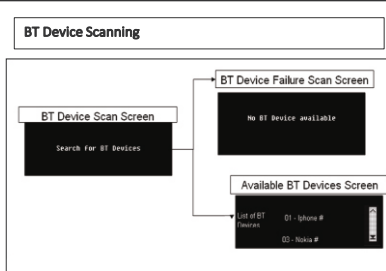 BT Device Scanning
BT Device Failure Scan Screen
No BT Device available
BT Device Scan Screen
Search For BT Devices
Available BT Devices Screen
List of BT
Devices
01 - Iphone #
03 - Nokia #